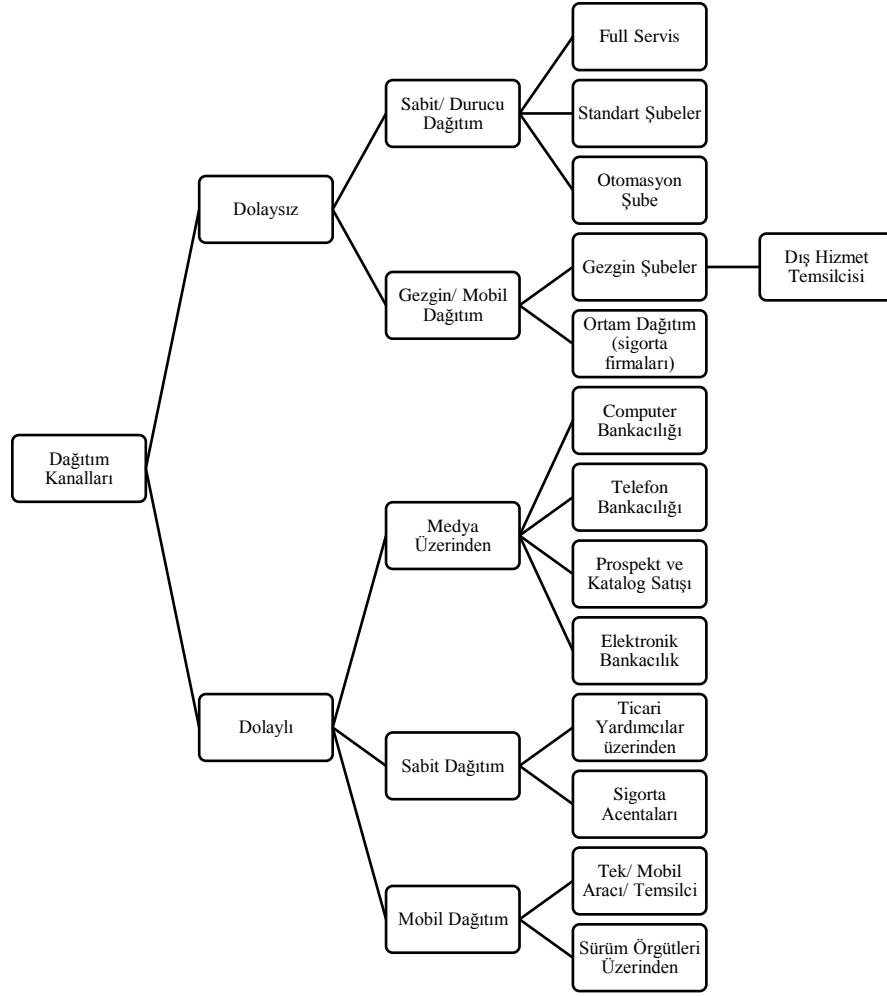 Full Servis
Sabit/ Durucu
Dağıtım
Standart Şubeler
Otomasyon
Şube
Dolaysız
Gezgin Şubeler
Dış Hizmet
Temsilcisi
Gezgin/ Mobil
Dağıtım
Ortam Dağıtım
(sigorta
firmaları)
Computer
Bankacılığı
Dağıtım
Kanalları
Telefon
Bankacılığı
Medya
Üzerinden
Prospekt ve
Katalog Satışı
Elektronik
Bankacılık
Dolaylı
Ticari
Yardımcılar
üzerinden
Sabit Dağıtım
Sigorta
Acentaları
Tek/ Mobil
Aracı/ Temsilci
Mobil Dağıtım
Sürüm Örgütleri
Üzerinden